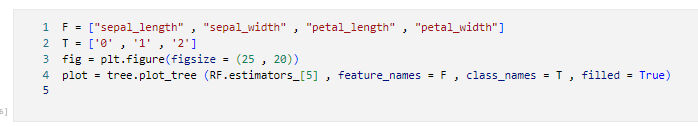 1 F = ["sepal_length" , "sepal_width" , "petal_length" , "petal_width"]
2 T = ['0' , '1' , '2']
3 fig = plt.figure(figsize = (25 , 20))
4 plot = tree.plot_tree (RF.estimators_[5] , feature_names = F , class_names = T , filled = True)
5